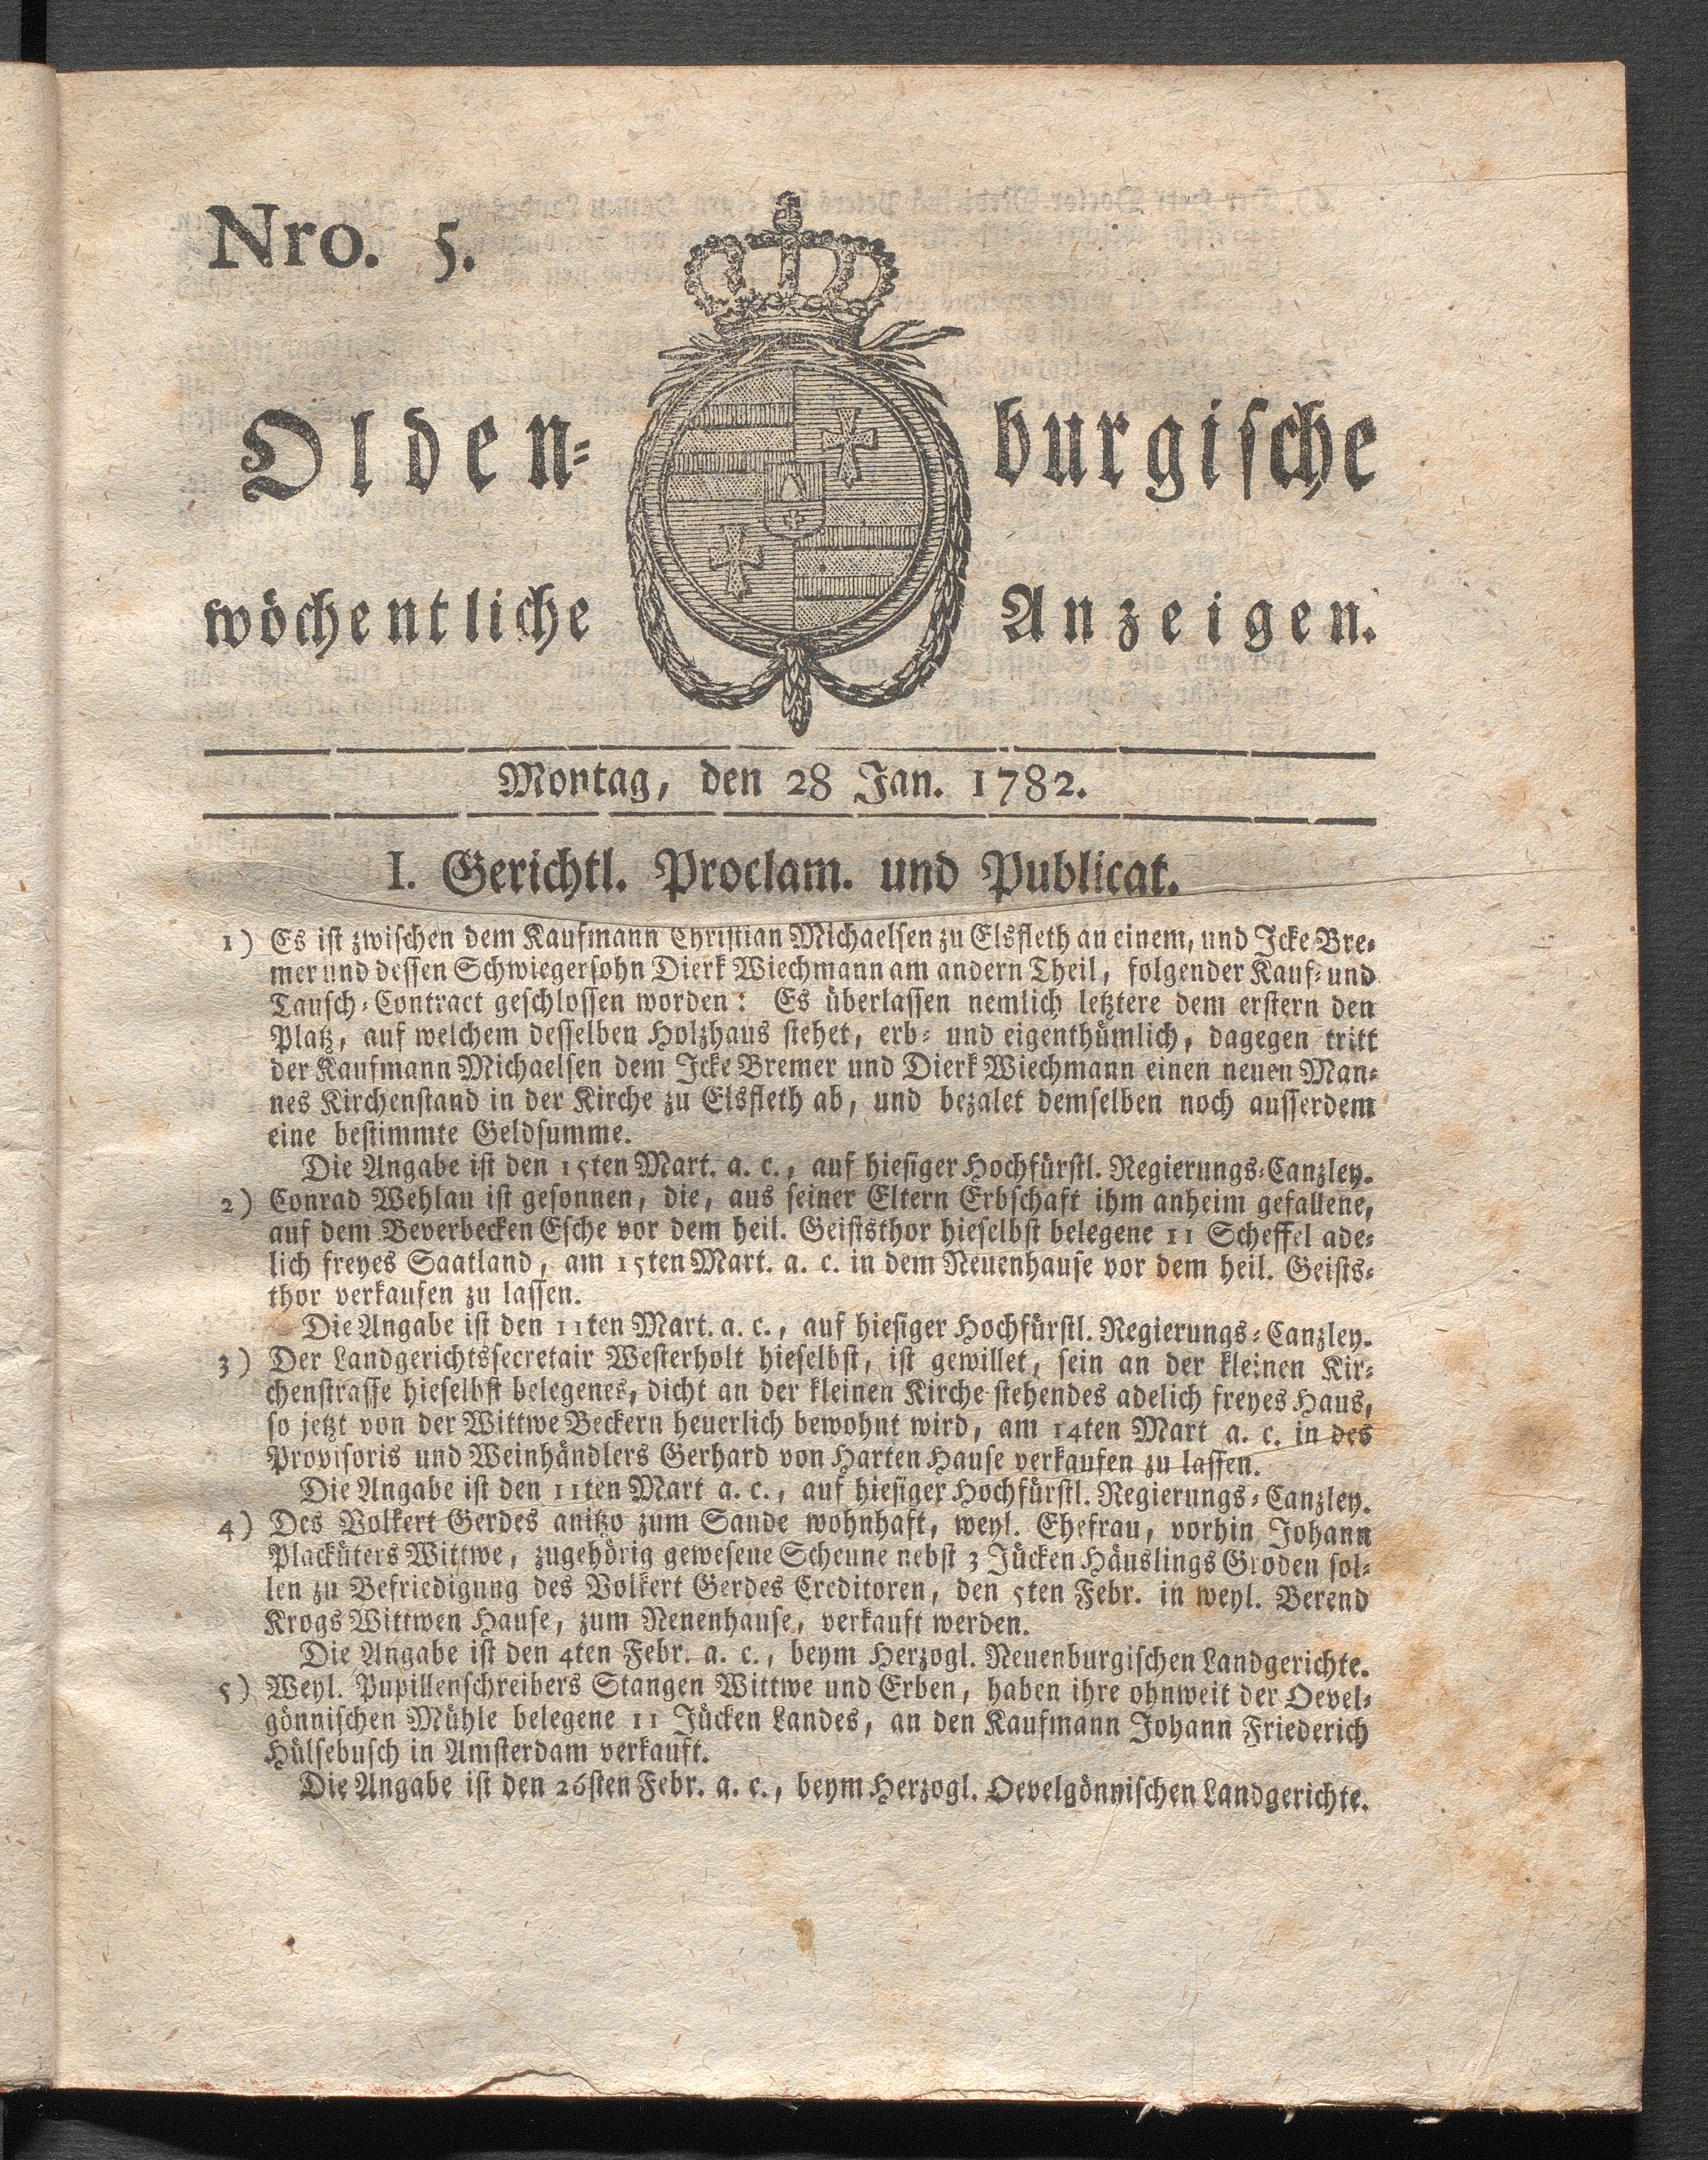 Nro. 5.
Olden= burgische
wöchentliche Anzeigen.
Montag, den 28 Jan. 1782.
I. Gerichtl. Proclam. und Publicat.
1) Es ist zwischen dem Kaufmann Christian Michaelsen zu Elsfleth an einem, und Icke Bre=
mer und dessen Schwiegersohn Dierk Wiechmann am andern Theil, folgender Kauf= und
Tausch=Contract geschlossen worden: Es überlassen nemlich letztere dem erstern den
Platz, auf welchem desselben Holzhaus stehet, erb= und eigenthümlich, dagegen tritt
der Kaufmann Michaelsen dem Icke Bremer und Dierk Wiechmann einen neuen Man=
nes Kirchenstand in der Kirche zu Elsfleth ab, und bezalet demselben noch ausserdem
eine bestimmte Geldsumme.
Die Angabe ist den 15ten Mart. a. c., auf hiesiger Hochfürstl. Regierungs=Canzley.
2) Conrad Wehlau ist gesonnen, die, aus seiner Eltern Erbschaft ihm anheim gefallene,
auf dem Beverbecken Esche vor dem heil. Geiststhor hieselbst belegene 11 Scheffel ade=
lich freyes Saatland, am 15ten Mart. a. c. in dem Neuenhause vor dem heil. Geists=
thor verkaufen zu lassen.
Die Angabe ist den 11ten Mart. a. c., auf hiesiger Hochfürstl. Regierungs=Canzley.
3) Der Landgerichtssecretair Westerholt hieselbst, ist gewillet, sein an der kleinen Kir=
chenstrasse hieselbst belegenes, dicht an der kleinen Kirche stehendes adelich freyes Haus,
so jetzt von der Wittwe Beckern heuerlich bewohnt wird, am 14ten Mart a. c. in des
Provisoris und Weinhändlers Gerhard von Harten Hause verkaufen zu lassen.
Die Angabe ist den 11ten Mart a. c., auf hiesiger Hochfürstl. Regierungs=Canzley.
4) Des Volkert Gerdes anitzo zum Sande wohnhaft, weyl. Ehefrau, vorhin Johann
Placküters Wittwe, zugehörig gewesene Scheune nebst 3 Jücken Häuslings Groden sol=
len zu Befriedigung des Volkert Gerdes Creditoren, den 5ten Febr. in weyl. Berend
Krogs Wittwen Hause, zum Neuenhause, verkauft werden.
Die Angabe ist den 4ten Febr. a. c., beym Herzogl. Neuenburgischen Landgerichte.
5) Weyl. Pupillenschreibers Stangen Wittwe und Erben, haben ihre ohnweit der Oevel=
gönnischen Mühle belegene 11 Jücken Landes, an den Kaufmann Johann Friederich
Hülsebusch in Amsterdam verkauft.
Die Angabe ist den 26sten Febr. a. c., beym Herzogl. Oevelgönnischen Landgerichte.